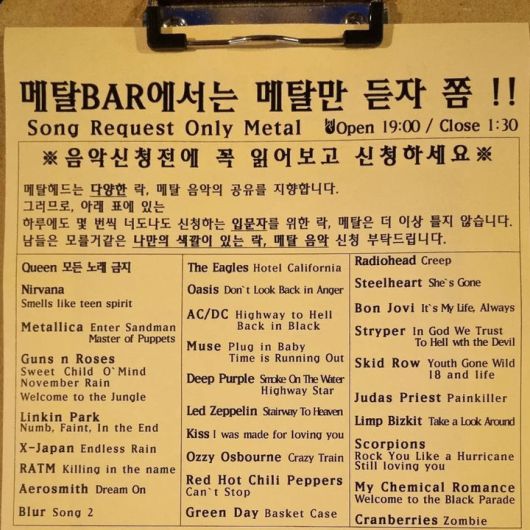 메탈BAR에서는 메탈만 듣자 쫌 !!
Song Request Only Metal 🤘Open 19:00 / Close 1:30
※음악신청전에 꼭 읽어보고 신청하세요※
메탈헤드는 다양한 락, 메탈 음악의 공유를 지향합니다.
그러므로, 아래 표에 있는
하루에도 몇 번씩 너도나도 신청하는 입문자를 위한 락, 메탈은 더 이상 틀지 않습니다.
남들은 모를거같은 나만의 색깔이 있는 락, 메탈 음악 신청 부탁드립니다.
Queen 모든 노래 금지
Nirvana
Smells like teen spirit
Metallica Enter Sandman
Master of Puppets
Guns n Roses
Sweet Child O`Mind
November Rain
Welcome to the Jungle
Linkin Park
Numb, Faint, In the End
X-Japan Endless Rain
RATM Killing in the name
Aerosmith Dream On
Blur Song 2
The Eagles Hotel California
Oasis Don`t Look Back in Anger
AC/DC Highway to Hell
Back in Black
Muse Plug in Baby
Time is Running Out
Deep Purple Smoke On The Water
Highway Star
Led Zeppelin Stairway To Heaven
Kiss I was made for loving you
Ozzy Osbourne Crazy Train
Red Hot Chili Peppers
Can`t Stop
Green Day Basket Case
Radiohead Creep
Steelheart She`s Gone
Bon Jovi It`s My Life, Always
Stryper In God We Trust
To Hell wth the Devil
Skid Row Youth Gone Wild
18 and life
Judas Priest Painkiller
Limp Bizkit Take a Look Around
Scorpions
Rock You Like a Hurricane
Still loving you
My Chemical Romance
Welcome to the Black Parade
Cranberries Zombie